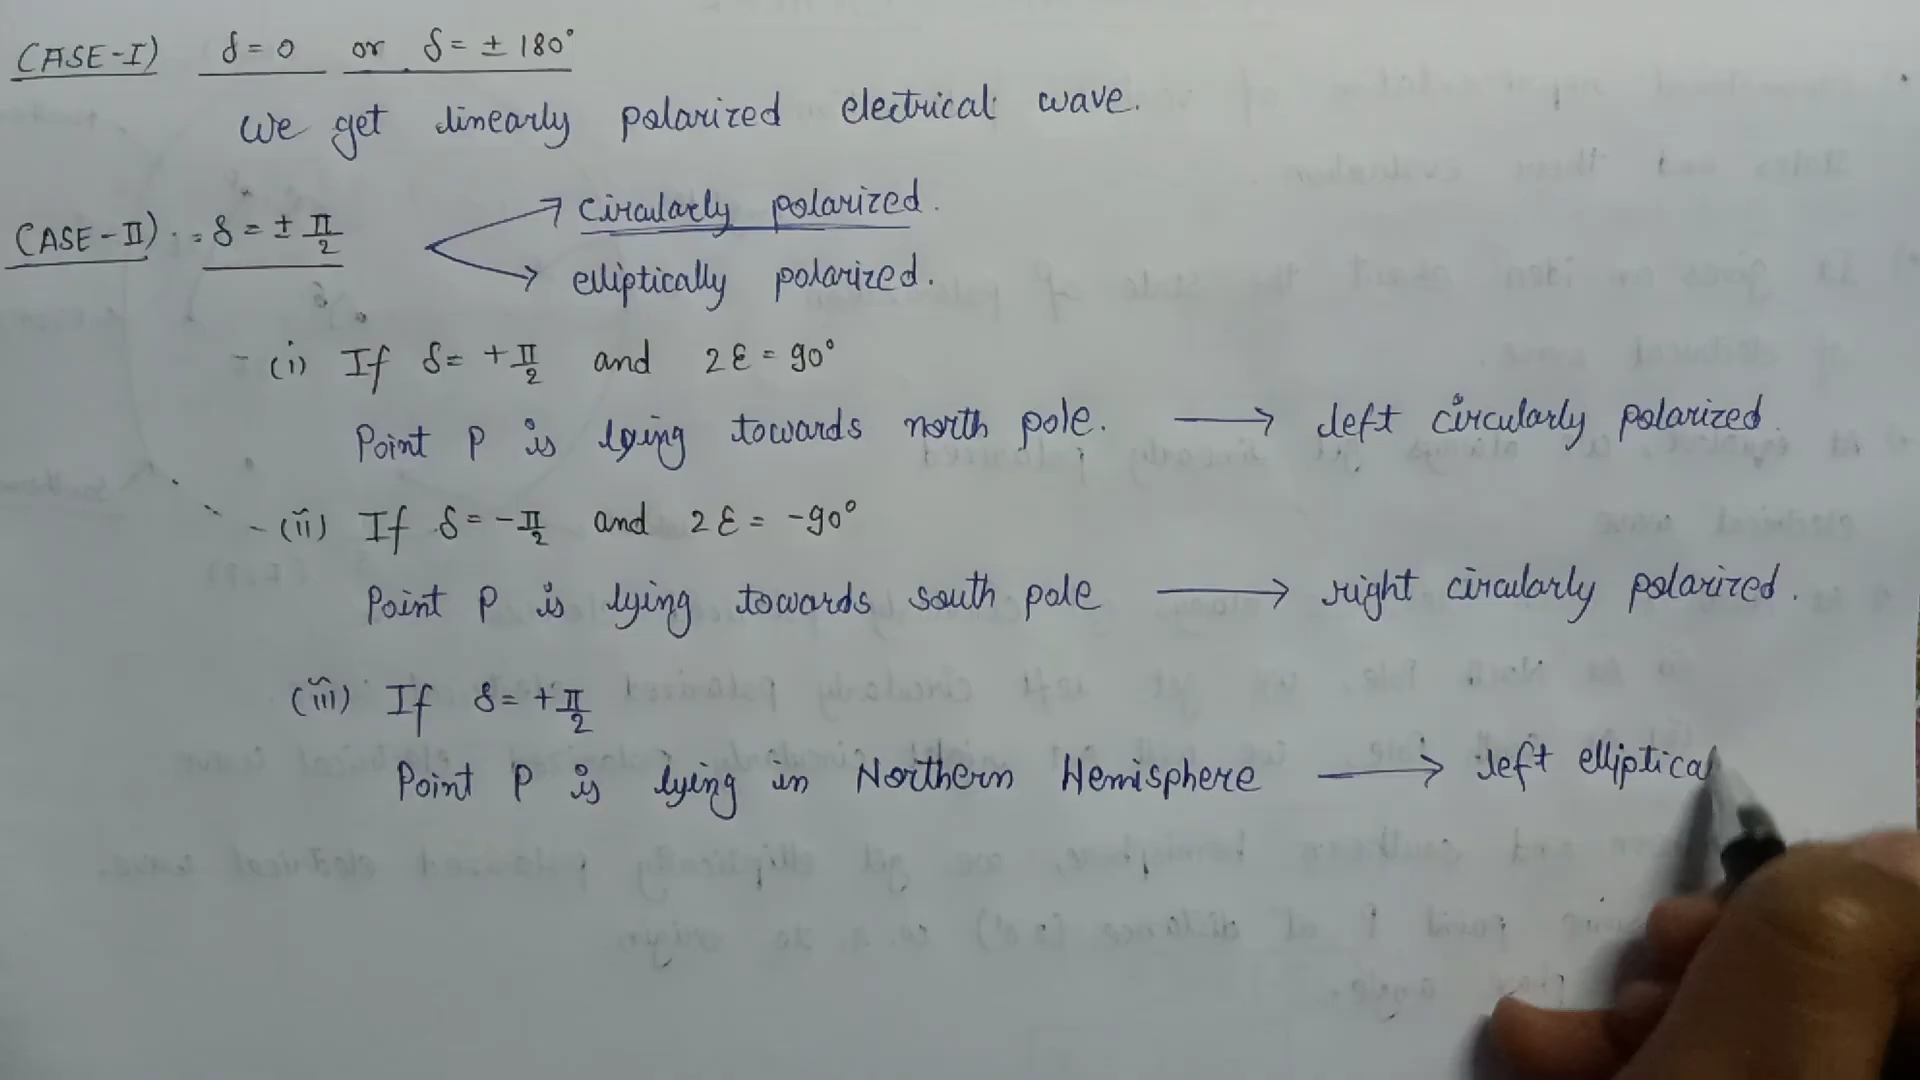 CASE-I) δ = 0 or δ = ± 180°
We get linearly polarized electrical wave.
CASE-II) δ = ± π/2
circularly polarized.
elliptically polarized.
(i) If δ = + π/2 and 2ε = 90°
Point P is lying towards north pole. → left circularly polarized.
(ii) If δ = - π/2 and 2ε = -90°
Point P is lying towards south pole → right circularly polarized.
(iii) If δ = + π/2
Point P is lying in Northern Hemisphere → left elliptical